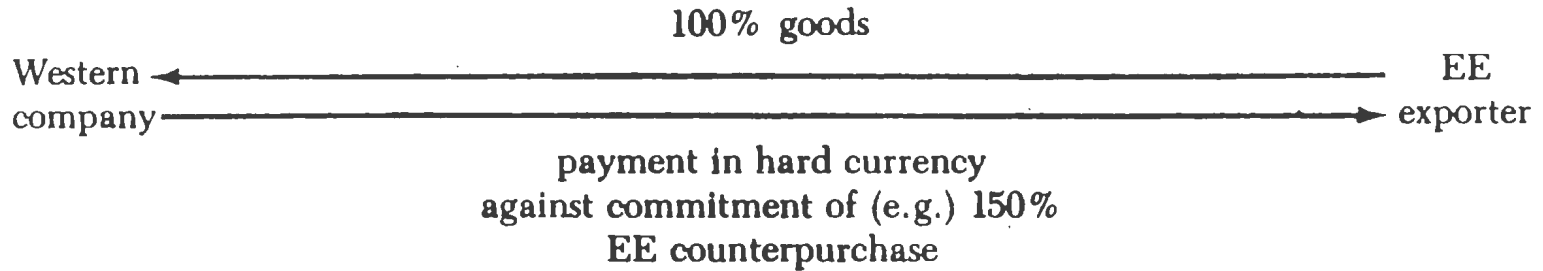 100% goods
Western
company
EE
exporter
payment in hard currency
against commitment of (e.g.) 150%
EE counterpurchase